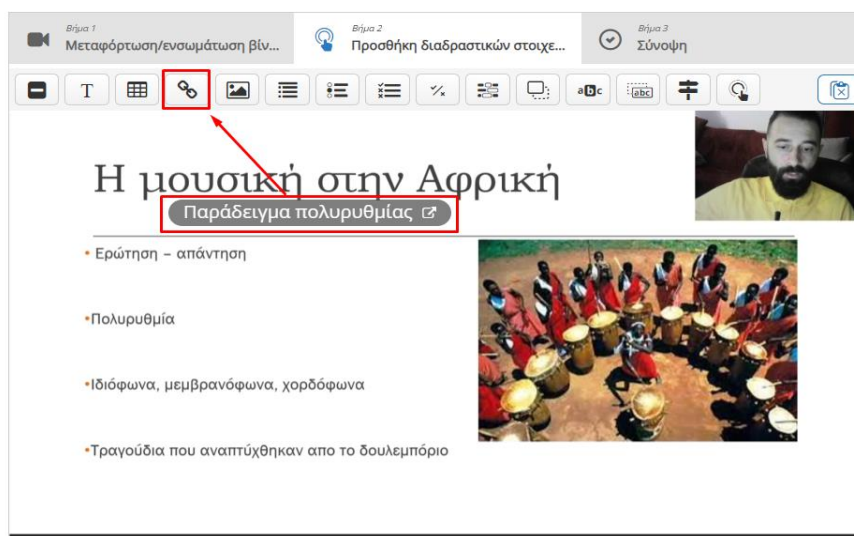 Βήμα 1
Μεταφόρτωση/ενσωμάτωση βίν...
Βήμα 2
Προσθήκη διαδραστικών στοιχε...
Βήμα 3
Σύνοψη
T
abc
abc
Η μουσική στην Αφρική
Παράδειγμα πολυρυθμίας
• Ερώτηση – απάντηση
•Πολυρυθμία
•Ιδιόφωνα, μεμβρανόφωνα, χορδόφωνα
•Τραγούδια που αναπτύχθηκαν απο το δουλεμπόριο